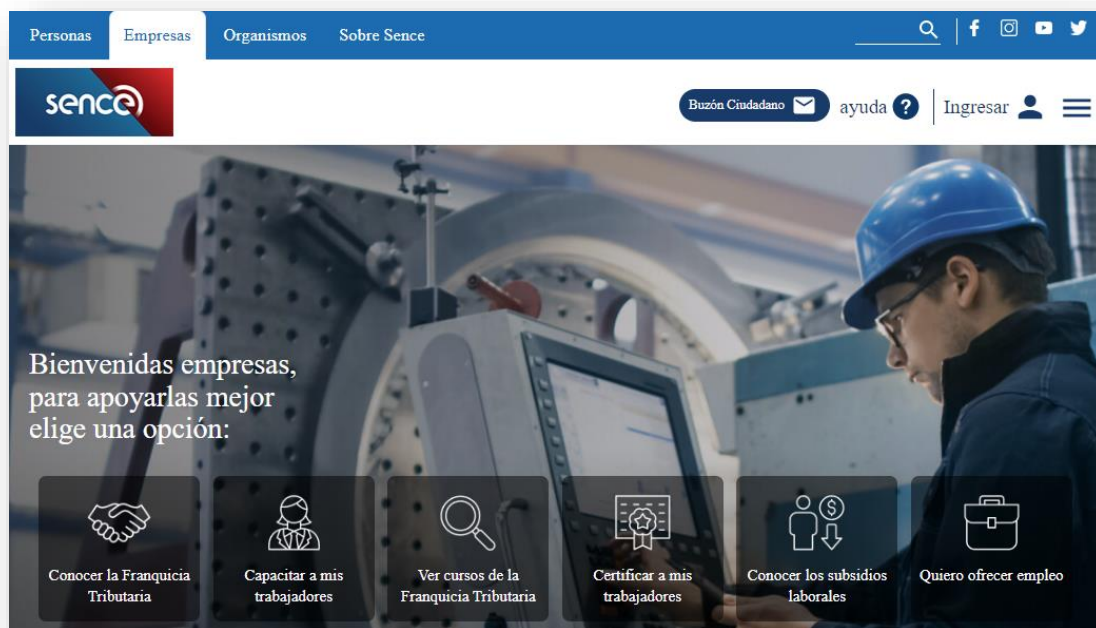 Personas Empresas Organismos Sobre Sence
sence
Buzón Ciudadano ayuda ? Ingresar
Bienvenidas empresas,
para apoyarlas mejor
elige una opción:
Conocer la Franquicia
Tributaria
Capacitar a mis
trabajadores
Ver cursos de la
Franquicia Tributaria
Certificar a mis
trabajadores
Conocer los subsidios
laborales
Quiero ofrecer empleo